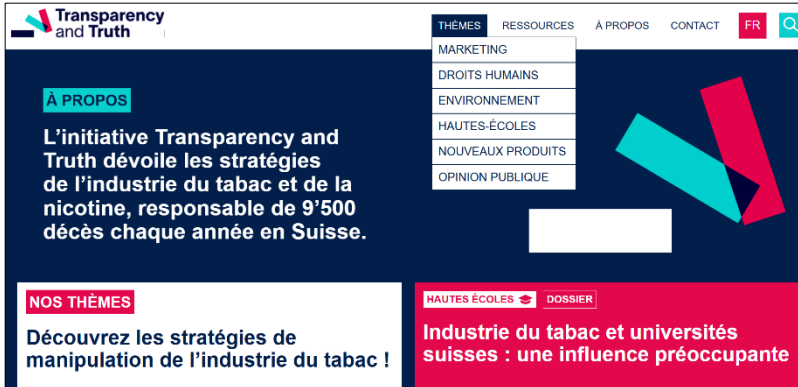 Transparency
and Truth
THÈMES RESSOURCES À PROPOS CONTACT FR
MARKETING
DROITS HUMAINS
ENVIRONNEMENT
HAUTES-ÉCOLES
NOUVEAUX PRODUITS
OPINION PUBLIQUE
À PROPOS
L’initiative Transparency and
Truth dévoile les stratégies
de l’industrie du tabac et de la
nicotine, responsable de 9’500
décès chaque année en Suisse.
NOS THÈMES
Découvrez les stratégies de
manipulation de l’industrie du tabac !
HAUTES ÉCOLES DOSSIER
Industrie du tabac et universités
suisses : une influence préoccupante